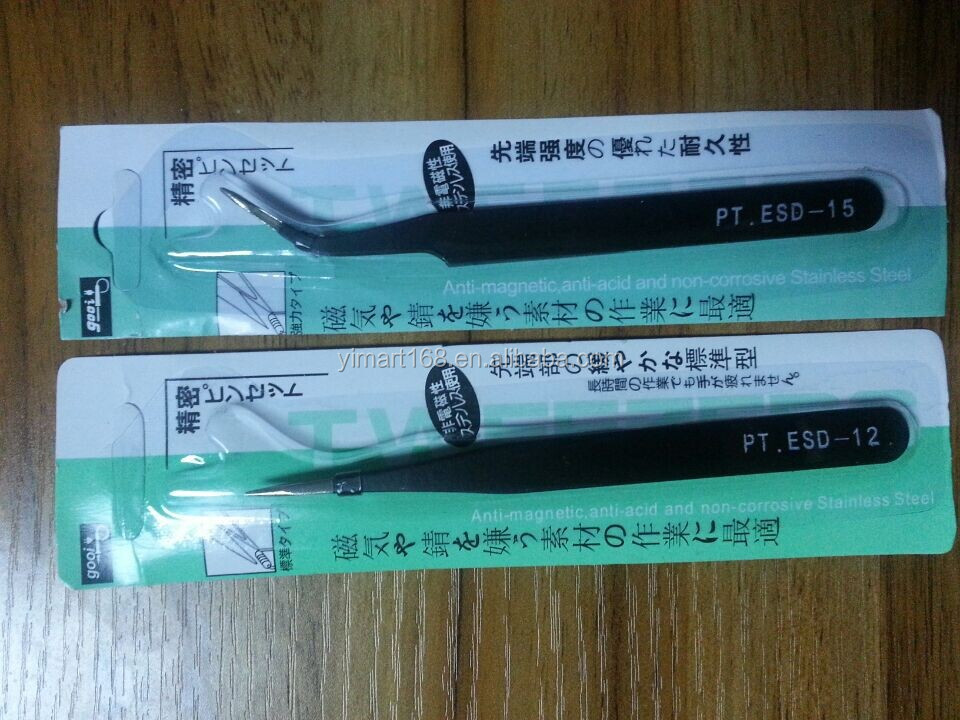 精密ピンセット
非電磁性
ステンレス使用
先端強度の優れた耐久性
PT.ESD-15
Anti-magnetic,anti-acid and non-corrosive Stainless Steel
gooi
強力タイプ
磁気や錆を嫌う素材の作業に最適
yimart168.en.alibaba.com
精密ピンセット
非電磁性
ステンレス使用
先端部の緩やかな標準型
長時間の作業でも手が疲れません。
TWEEZERS
PT.ESD-12
Anti-magnetic,anti-acid and non-corrosive Stainless Steel
gooi
標準タイプ
磁気や錆を嫌う素材の作業に最適